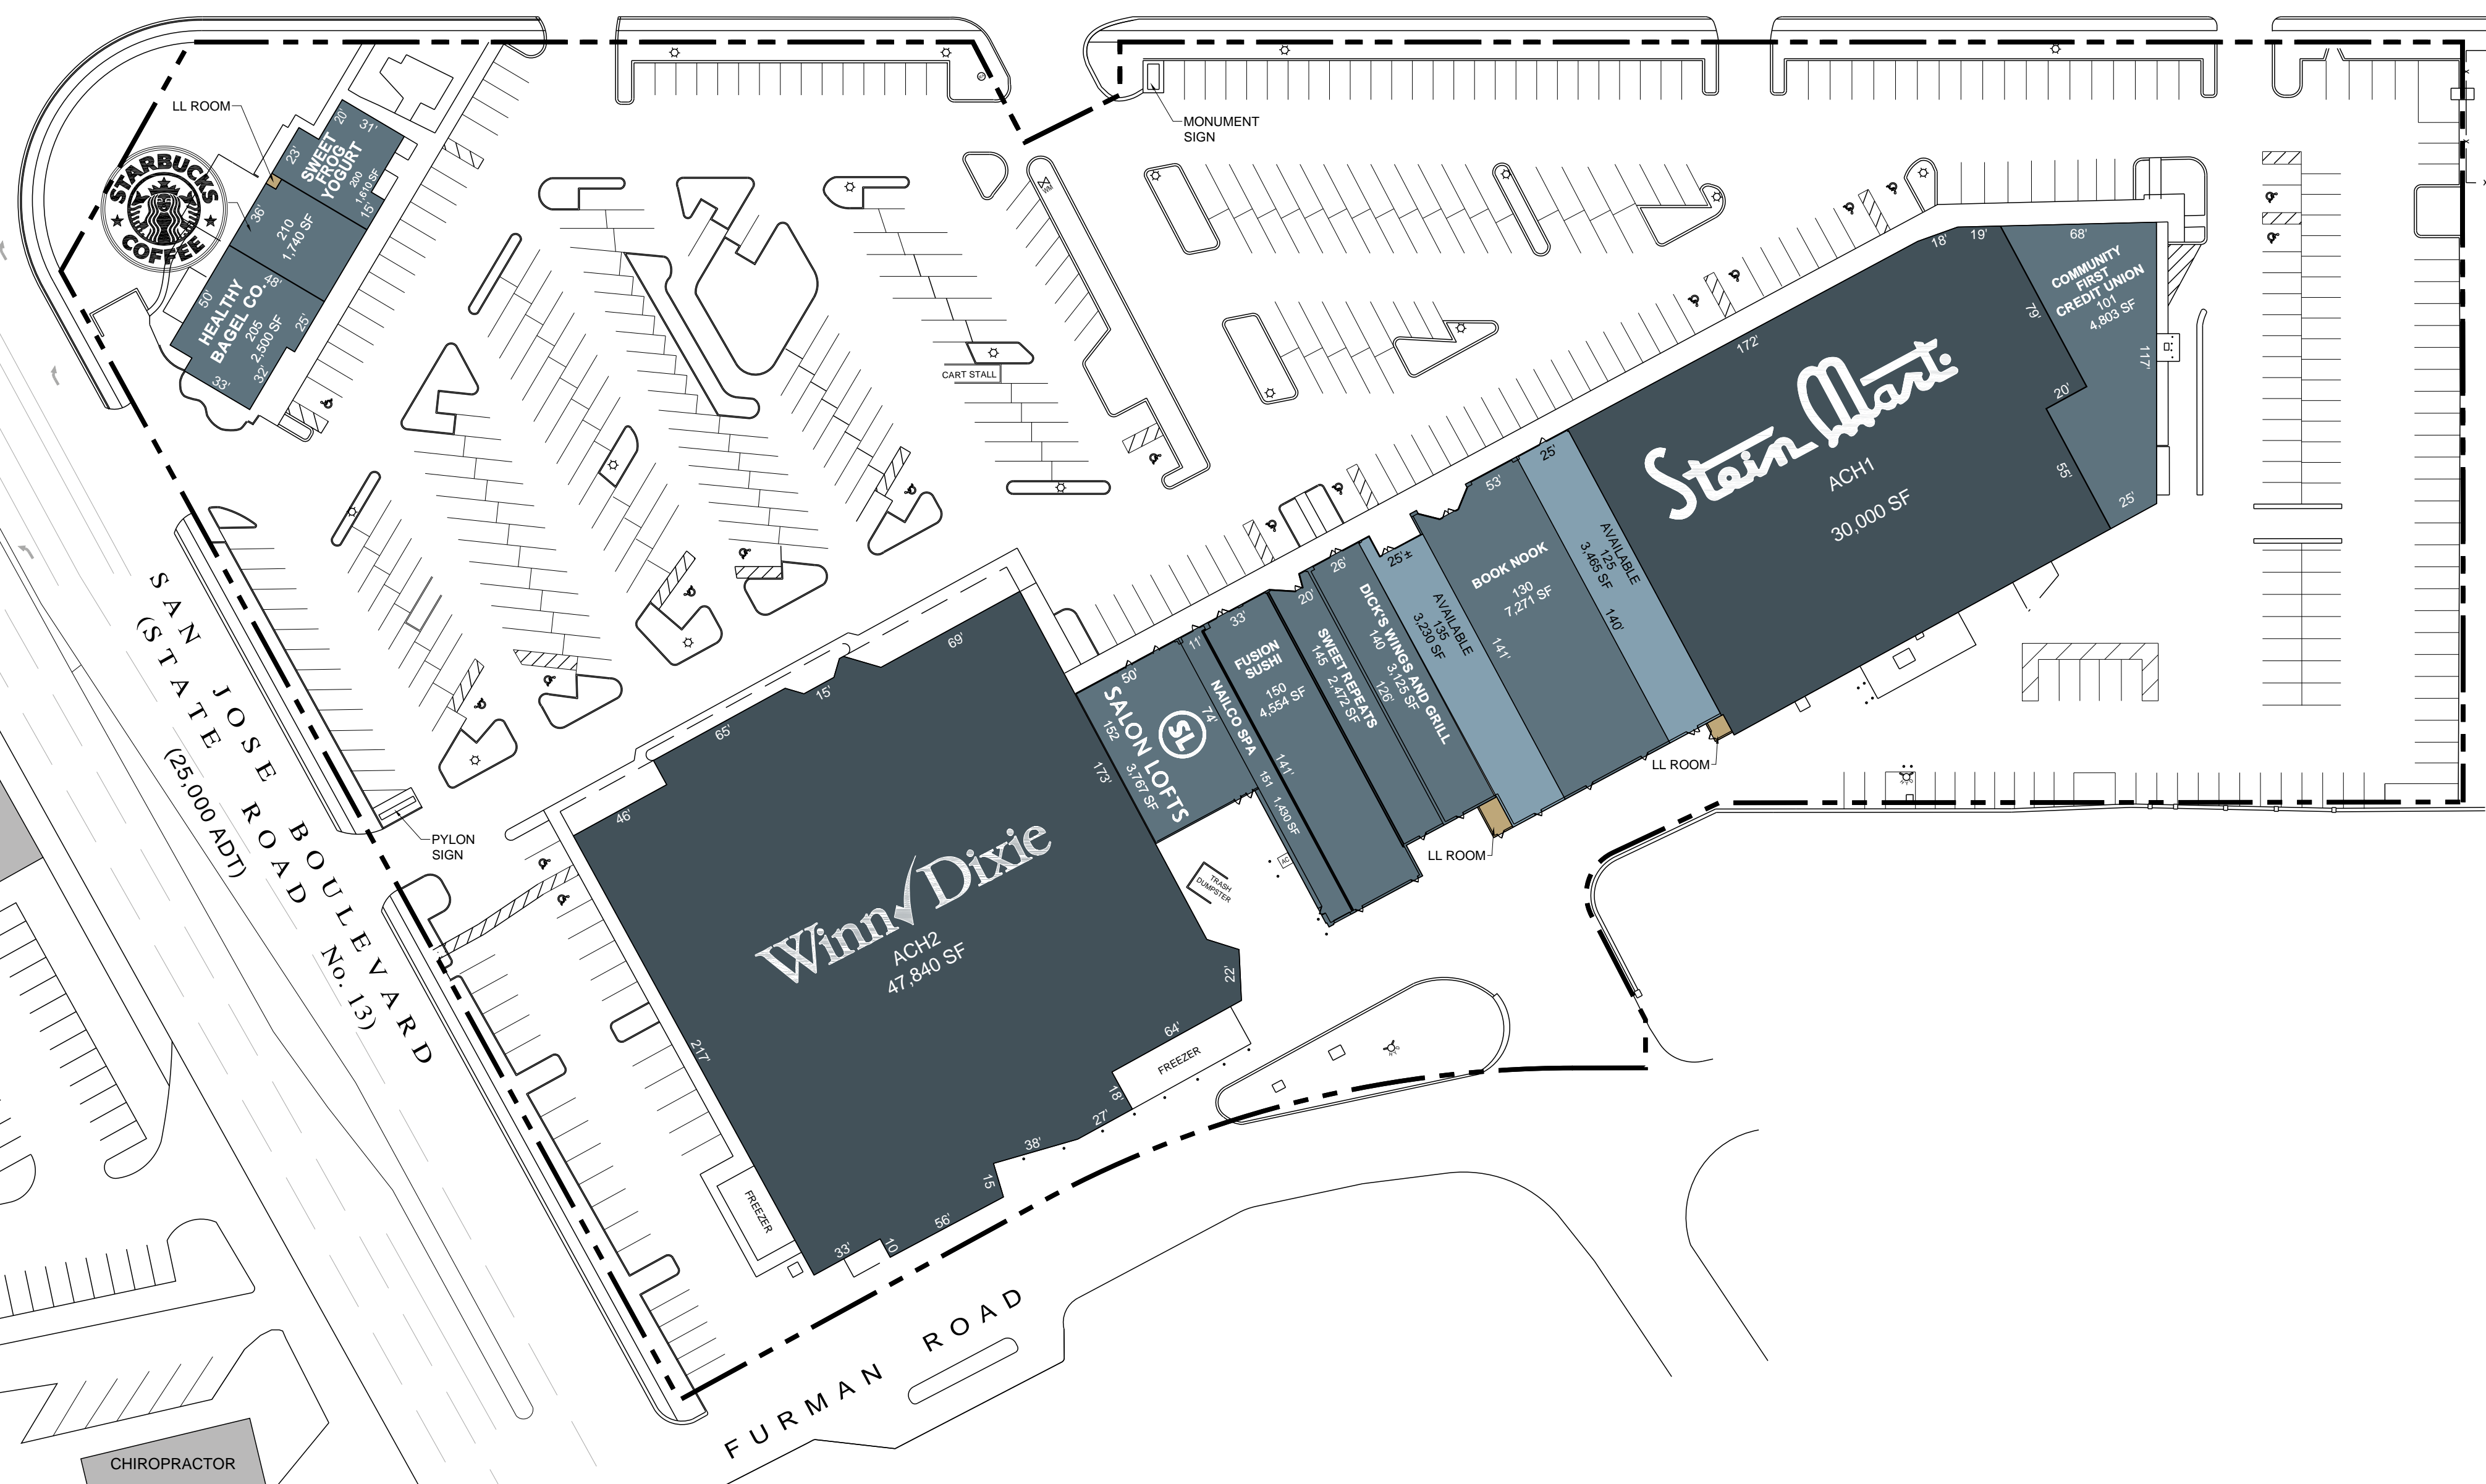 LL ROOM
STARBUCKS
COFFEE
20'
31'
23'
SWEET
FROG
YOGURT
200
1,610 SF
15'
36'
210
1,740 SF
48'
50'
HEALTHY
BAGEL CO.
205
2,500 SF
25'
32'
33'
MONUMENT
SIGN
WM
CART STALL
18'
19'
68'
COMMUNITY
FIRST
CREDIT UNION
101
4,803 SF
79'
117'
20'
55'
25'
172'
Stein Mart.
ACH1
30,000 SF
25'
AVAILABLE
125
3,465 SF
140'
53'
BOOK NOOK
130
7,271 SF
141'
25'±
AVAILABLE
135
3,230 SF
26'
DICK'S WINGS AND GRILL
140
3,125 SF
126'
20'
SWEET REPEATS
145
2,472 SF
33'
FUSION
SUSHI
150
4,554 SF
141'
11'
NAILCO SPA
74'
151
1,430 SF
50'
SALON LOFTS
SL
152
3,767 SF
173'
LL ROOM
LL ROOM
AC
TRASH
DUMPSTER
69'
15'
65'
46'
Winn Dixie
ACH2
47,840 SF
217'
22'
64'
FREEZER
18'
27'
38'
15
56'
10
33'
FREEZER
PYLON
SIGN
SAN JOSE BOULEVARD
(STATE ROAD No. 13)
(25,000 ADT)
FURMAN ROAD
CHIROPRACTOR